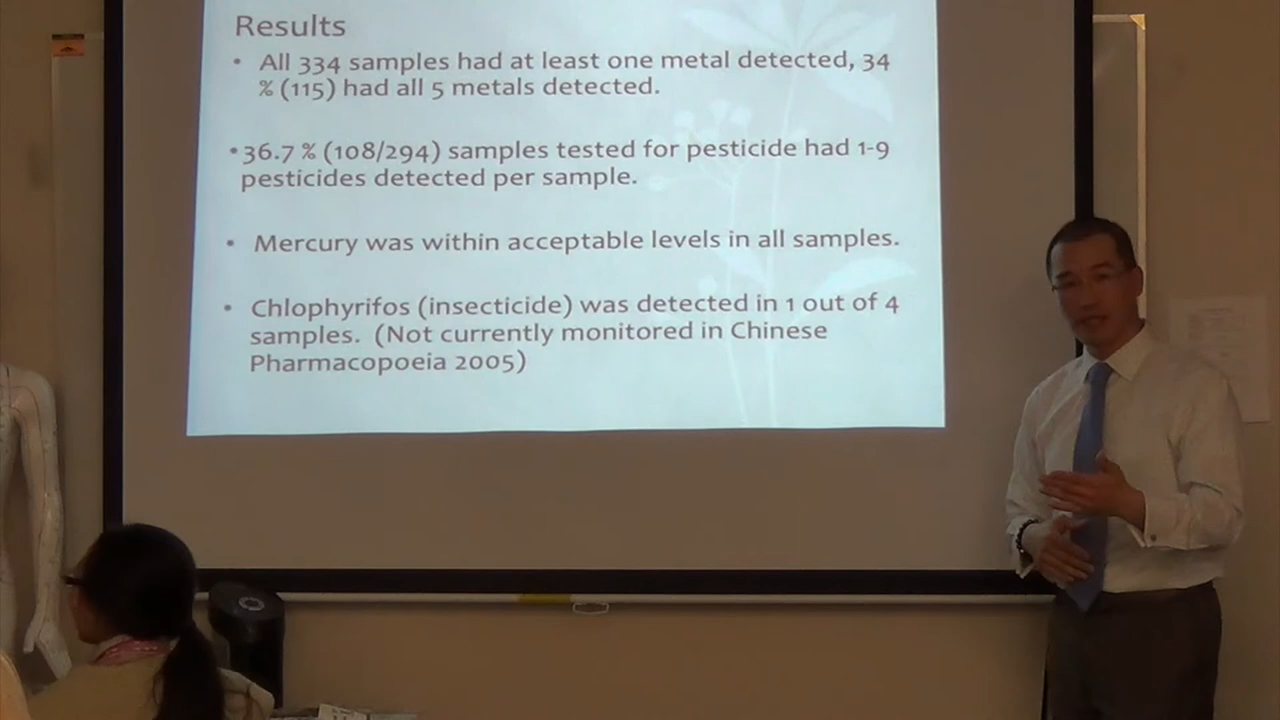 Results
• All 334 samples had at least one metal detected, 34
% (115) had all 5 metals detected.
• 36.7 % (108/294) samples tested for pesticide had 1-9
pesticides detected per sample.
• Mercury was within acceptable levels in all samples.
• Chlophyrifos (insecticide) was detected in 1 out of 4
samples. (Not currently monitored in Chinese
Pharmacopoeia 2005)